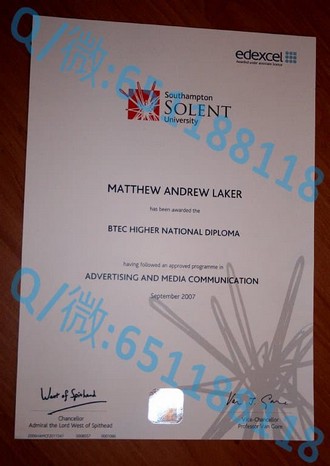 edexcel
Southampton
SOLENT
University
MATTHEW ANDREW LAKER
has been awarded the
BTEC HIGHER NATIONAL DIPLOMA
having followed an approved programme in
ADVERTISING AND MEDIA COMMUNICATION
September 2007
Chancellor
Admiral the Lord West of Spithead
Vice-Chancellor
Professor Van Gore
Q/微:651188118
Q/微:651188118